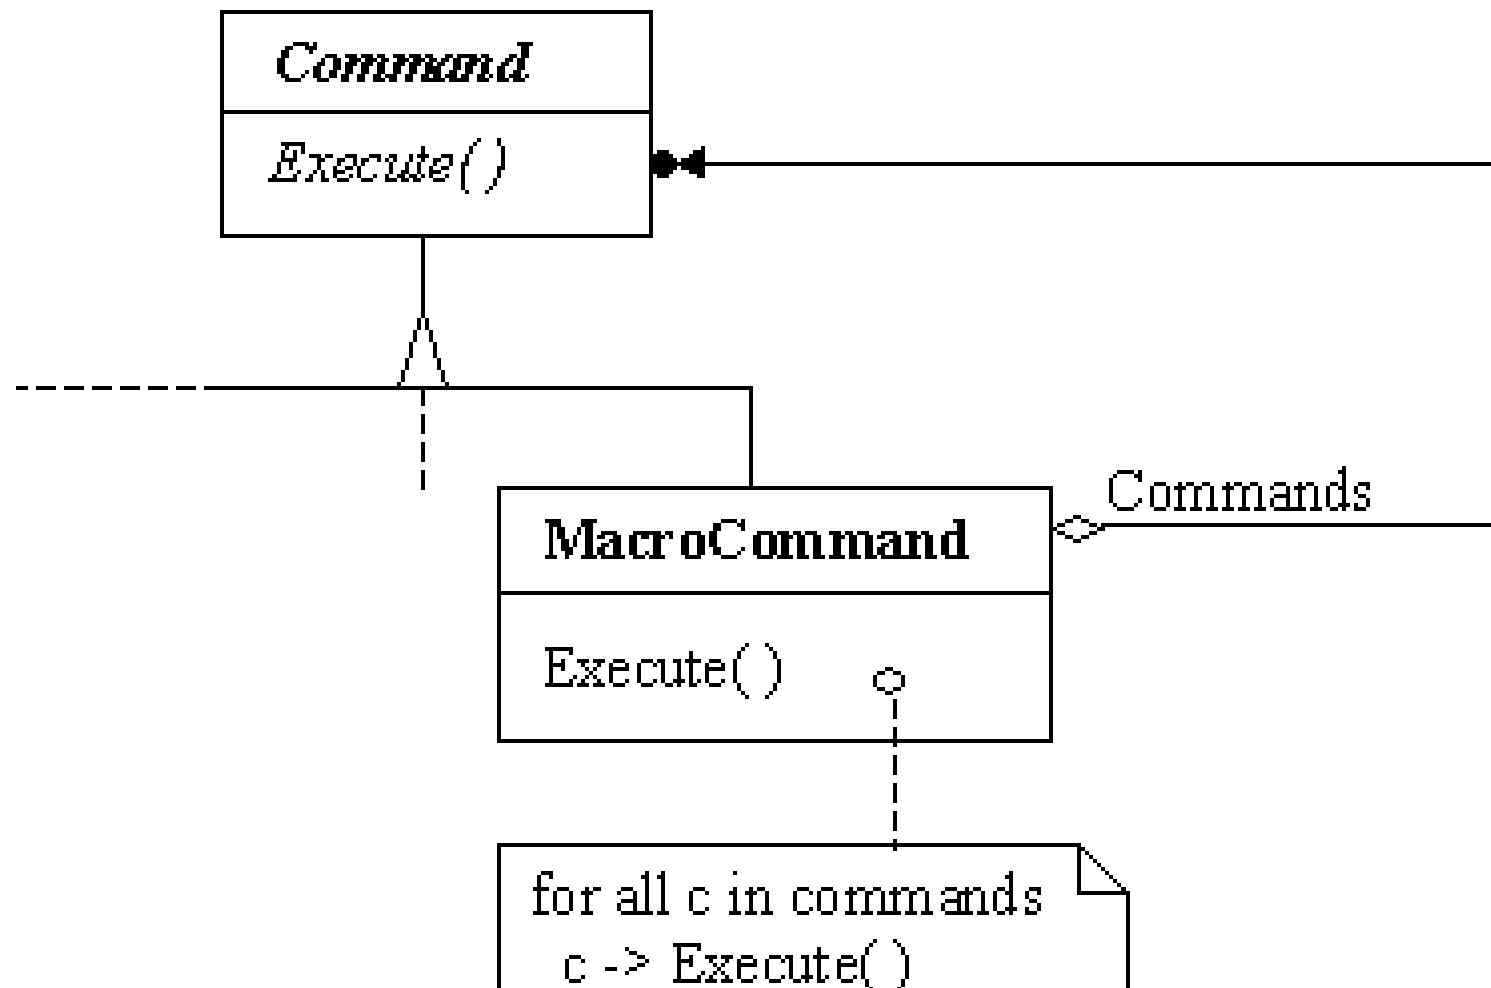 Command
Execute( )
Commands
MacroCommand
Execute( )
for all c in commands
c -> Execute( )